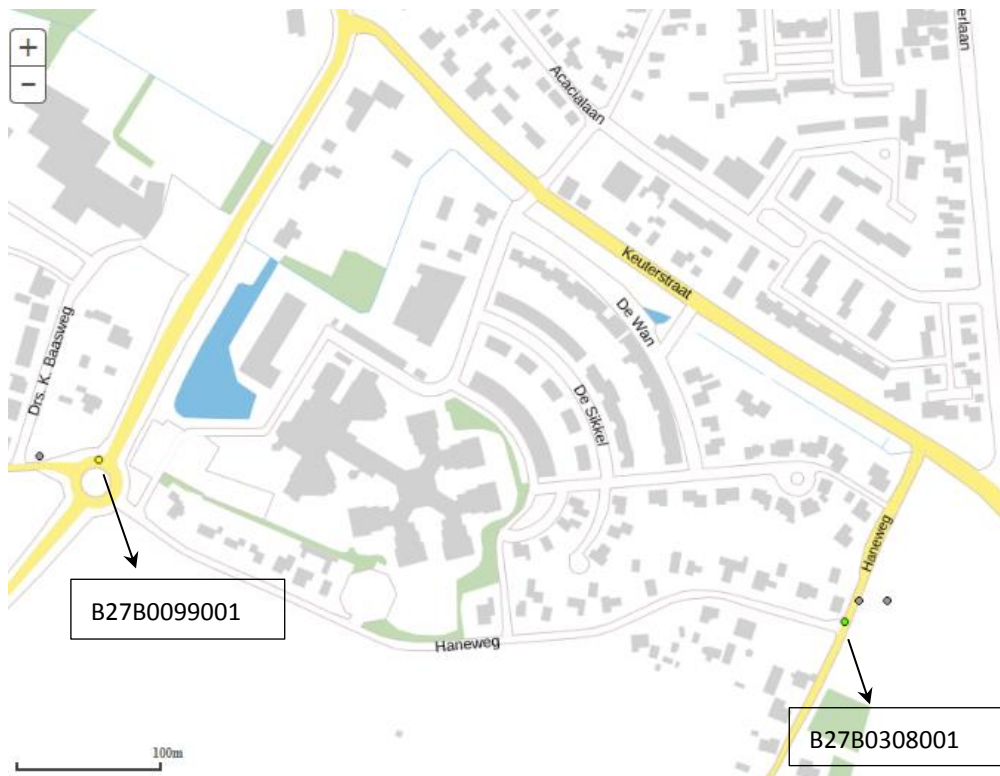 +
−
erlaan
Acacialaan
Keuterstraat
De Wan
Drs. K. Baasweg
De Sikkel
Haneweg
B27B0099001
Haneweg
B27B0308001
100m